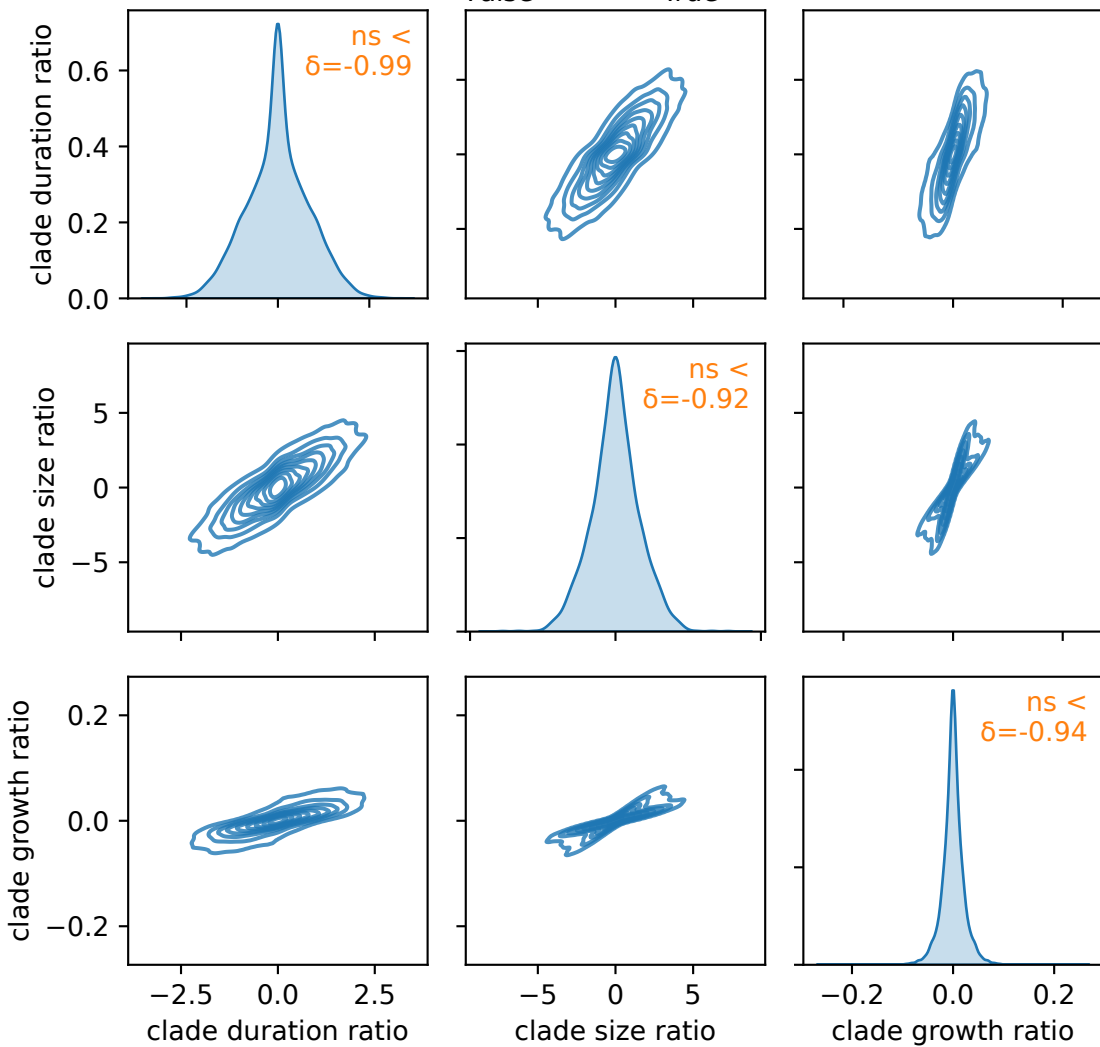 clade duration ratio
0.6
0.4
0.2
0.0
ns <
δ=-0.99
clade size ratio
5
0
−5
ns <
δ=-0.92
clade growth ratio
0.2
0.0
−0.2
ns <
δ=-0.94
−2.5 0.0 2.5
−5 0 5
−0.2 0.0 0.2
clade duration ratio
clade size ratio
clade growth ratio